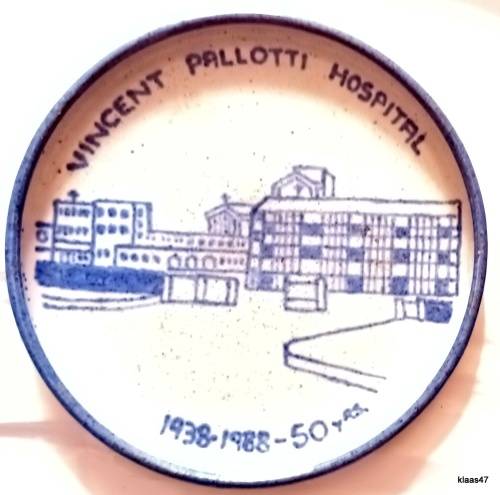 VINCENT PALLOTTI HOSPITAL
1938-1988-50 YRS.
klaas47